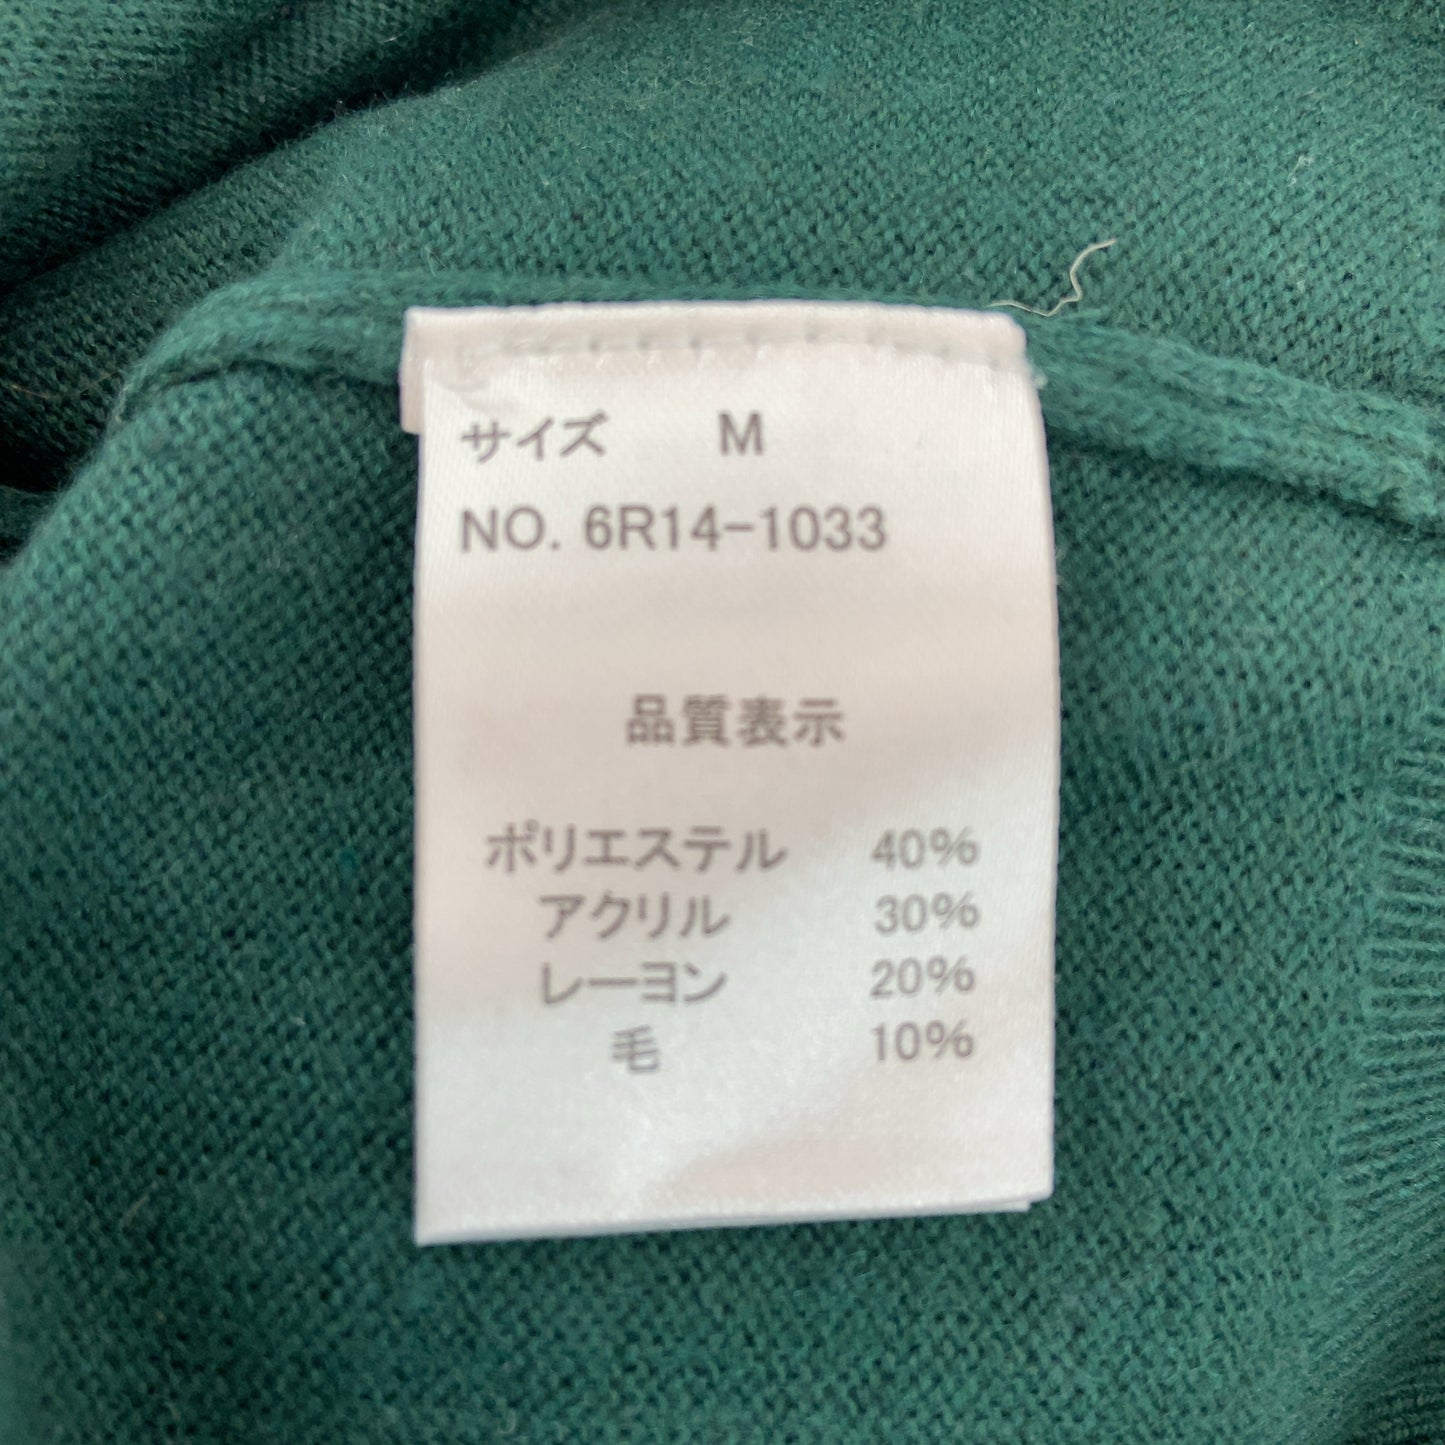 サイズ M
NO. 6R14-1033
品質表示
ポリエステル 40%
アクリル 30%
レーヨン 20%
毛 10%